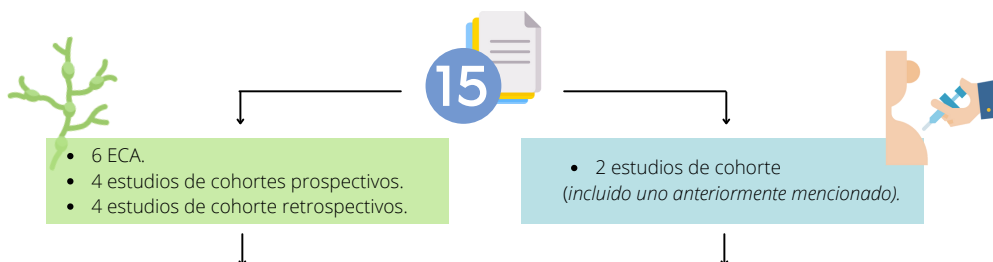 15
• 6 ECA.
• 4 estudios de cohortes prospectivos.
• 4 estudios de cohorte retrospectivos.
• 2 estudios de cohorte
(incluido uno anteriormente mencionado).